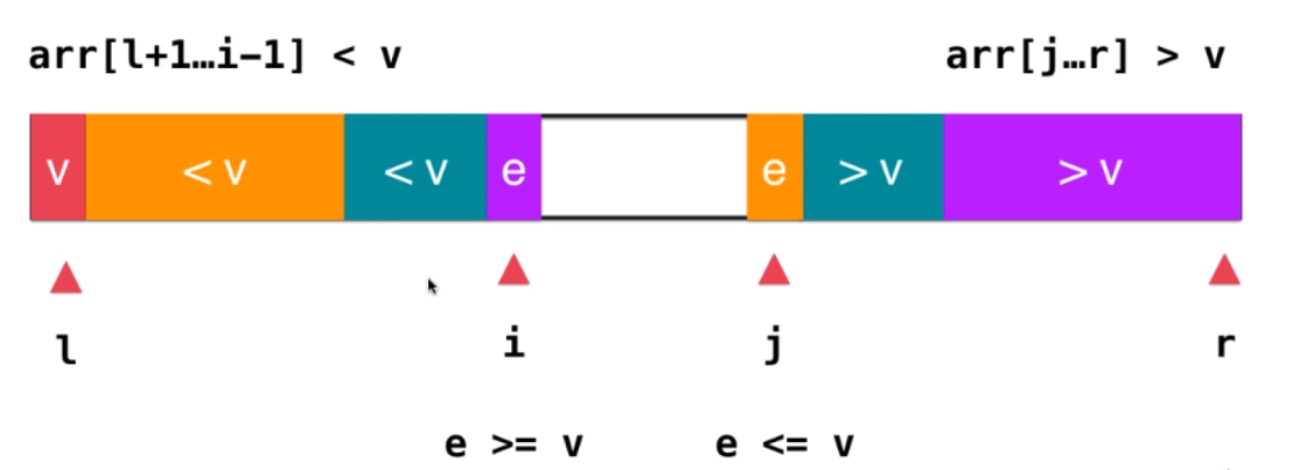 arr[l+1…i-1] < v arr[j…r] > v
v < v < v e e > v > v
l i j r
e >= v e <= v